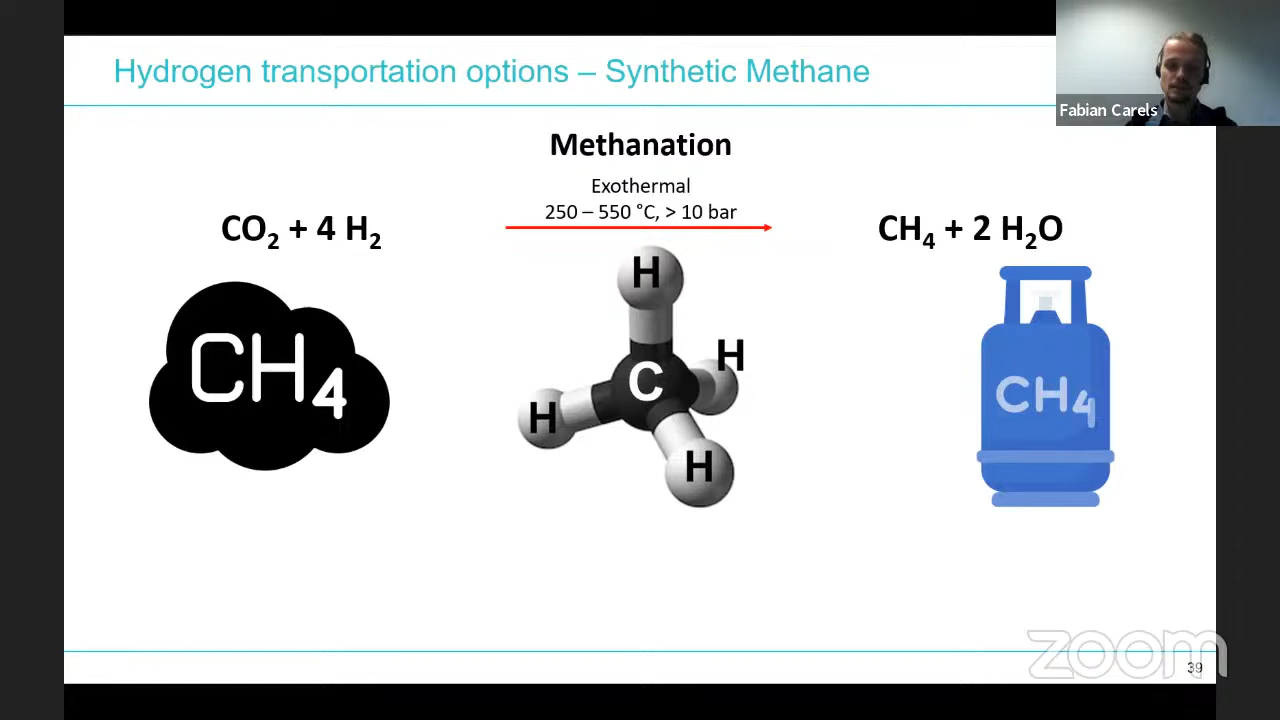 Hydrogen transportation options – Synthetic Methane
Fabian Carels
Methanation
Exothermal
250 – 550 °C, > 10 bar
CO₂ + 4 H₂
CH₄ + 2 H₂O
CH₄
H
H
C
H
H
CH₄
zoom
39